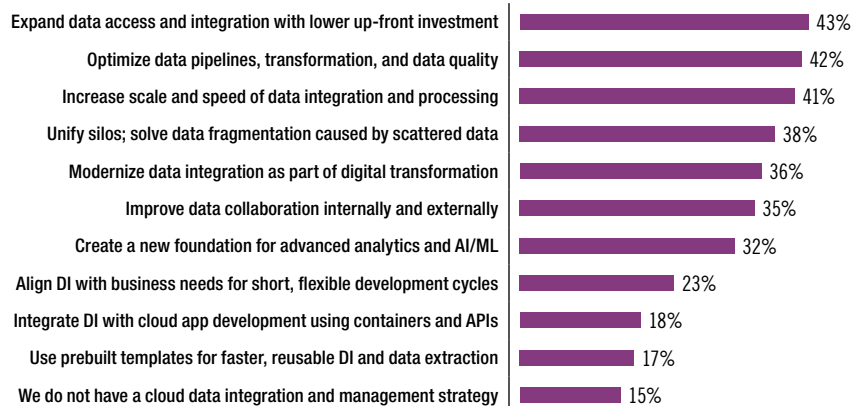 Expand data access and integration with lower up-front investment 43%
Optimize data pipelines, transformation, and data quality 42%
Increase scale and speed of data integration and processing 41%
Unify silos; solve data fragmentation caused by scattered data 38%
Modernize data integration as part of digital transformation 36%
Improve data collaboration internally and externally 35%
Create a new foundation for advanced analytics and AI/ML 32%
Align DI with business needs for short, flexible development cycles 23%
Integrate DI with cloud app development using containers and APIs 18%
Use prebuilt templates for faster, reusable DI and data extraction 17%
We do not have a cloud data integration and management strategy 15%